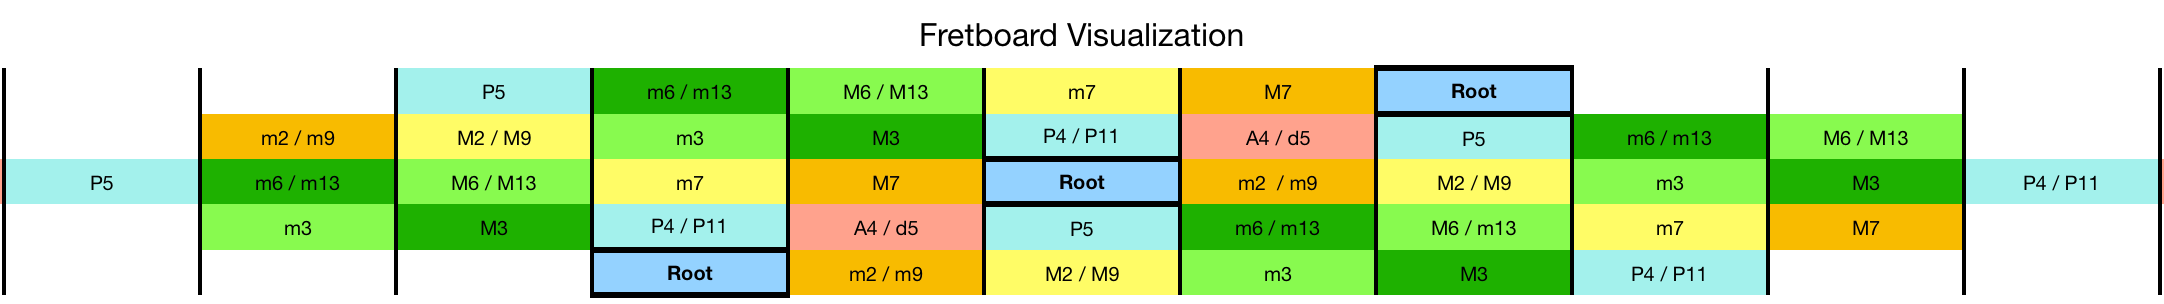 Fretboard Visualization
P5 m6 / m13 M6 / M13 m7 M7 Root
m2 / m9 M2 / M9 m3 M3 P4 / P11 A4 / d5 P5 m6 / m13 M6 / M13
P5 m6 / m13 M6 / M13 m7 M7 Root m2 / m9 M2 / M9 m3 M3 P4 / P11
m3 M3 P4 / P11 A4 / d5 P5 m6 / m13 M6 / m13 m7 M7
Root m2 / m9 M2 / M9 m3 M3 P4 / P11